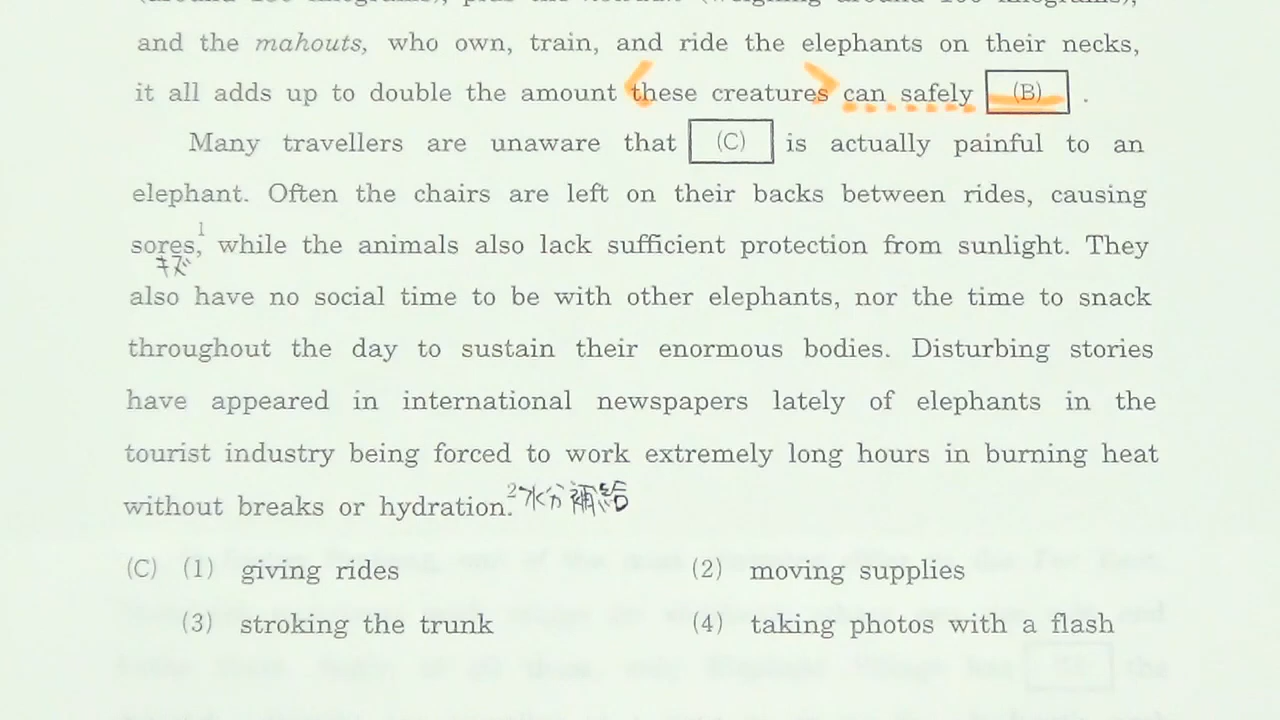 and the mahouts, who own, train, and ride the elephants on their necks,
it all adds up to double the amount these creatures can safely (B) .
Many travellers are unaware that (C) is actually painful to an
elephant. Often the chairs are left on their backs between rides, causing
sores,1 while the animals also lack sufficient protection from sunlight. They
キズ
also have no social time to be with other elephants, nor the time to snack
throughout the day to sustain their enormous bodies. Disturbing stories
have appeared in international newspapers lately of elephants in the
tourist industry being forced to work extremely long hours in burning heat
without breaks or hydration.2 水分補給
(C) (1) giving rides (2) moving supplies
(3) stroking the trunk (4) taking photos with a flash